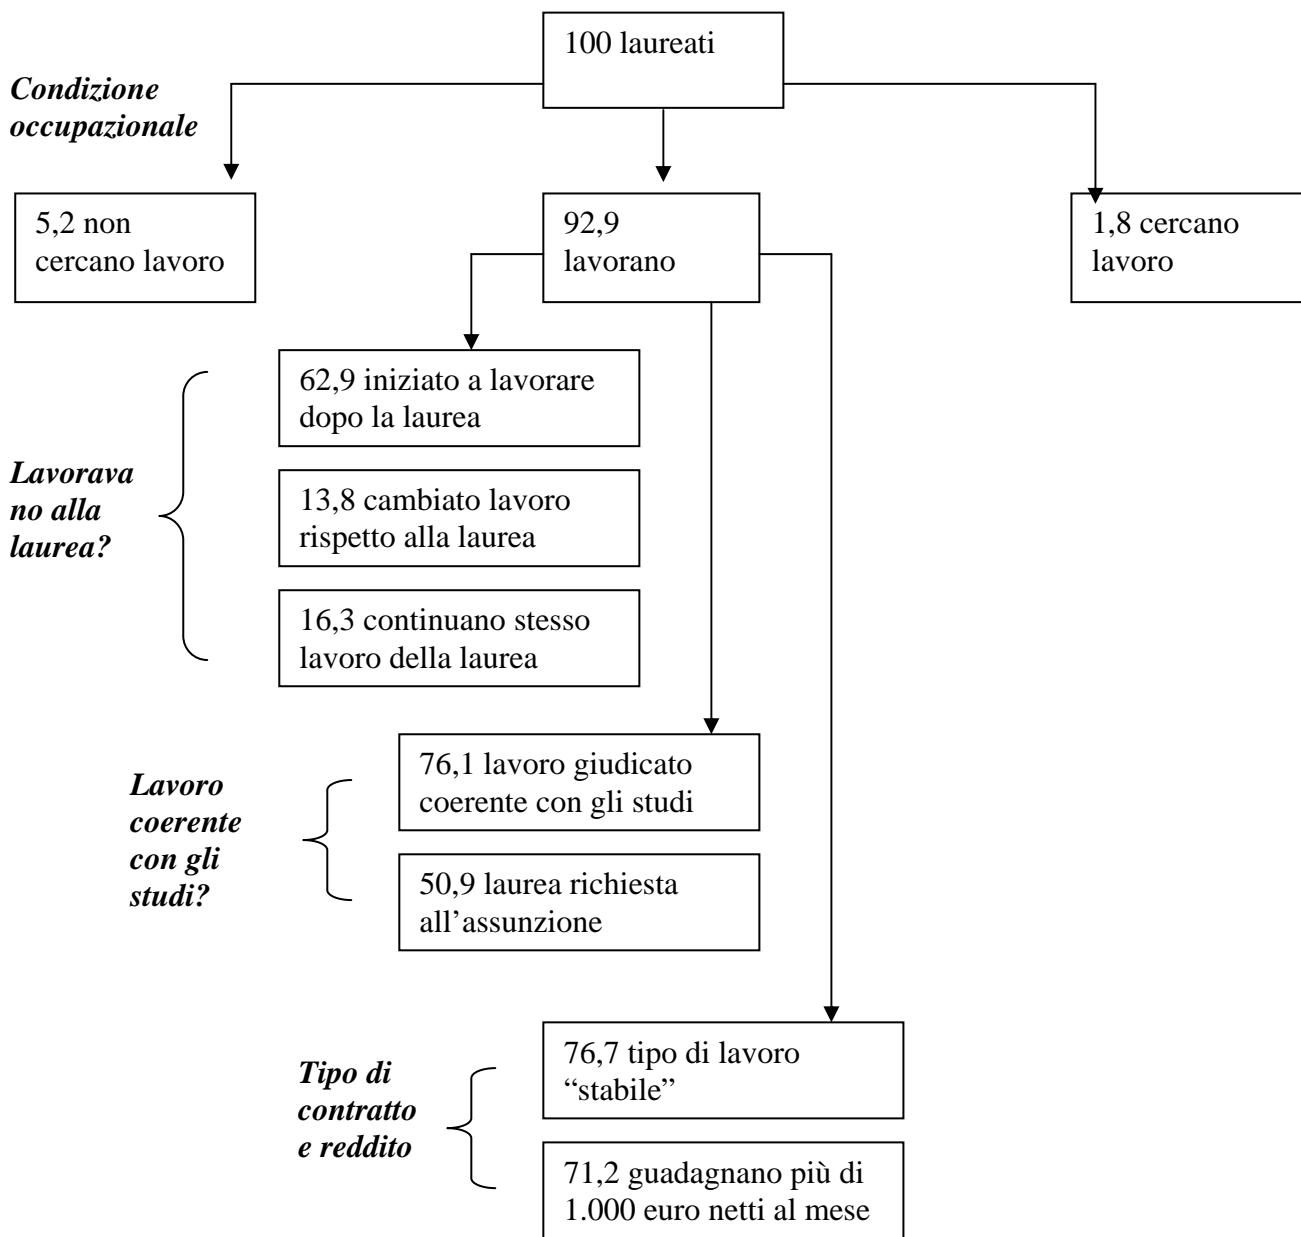 100 laureati
Condizione
occupazionale
5,2 non
cercano lavoro
92,9
lavorano
1,8 cercano
lavoro
62,9 iniziato a lavorare
dopo la laurea
Lavorava
no alla
laurea?
13,8 cambiato lavoro
rispetto alla laurea
16,3 continuano stesso
lavoro della laurea
Lavoro
coerente
con gli
studi?
76,1 lavoro giudicato
coerente con gli studi
50,9 laurea richiesta
all’assunzione
Tipo di
contratto
e reddito
76,7 tipo di lavoro
“stabile”
71,2 guadagnano più di
1.000 euro netti al mese